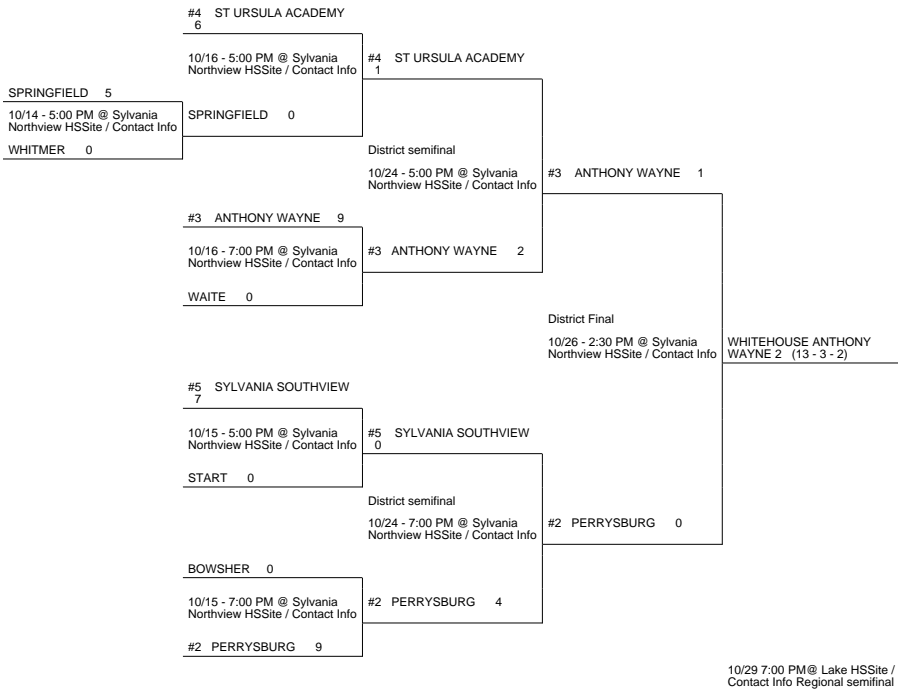 #4 ST URSULA ACADEMY
6
10/16 - 5:00 PM @ Sylvania
Northview HSSite / Contact Info
#4 ST URSULA ACADEMY
1
SPRINGFIELD 5
10/14 - 5:00 PM @ Sylvania
Northview HSSite / Contact Info
SPRINGFIELD 0
WHITMER 0
District semifinal
10/24 - 5:00 PM @ Sylvania
Northview HSSite / Contact Info
#3 ANTHONY WAYNE 1
#3 ANTHONY WAYNE 9
10/16 - 7:00 PM @ Sylvania
Northview HSSite / Contact Info
#3 ANTHONY WAYNE 2
WAITE 0
District Final
10/26 - 2:30 PM @ Sylvania
Northview HSSite / Contact Info
WHITEHOUSE ANTHONY
WAYNE 2 (13 - 3 - 2)
#5 SYLVANIA SOUTHVIEW
7
10/15 - 5:00 PM @ Sylvania
Northview HSSite / Contact Info
#5 SYLVANIA SOUTHVIEW
0
START 0
District semifinal
10/24 - 7:00 PM @ Sylvania
Northview HSSite / Contact Info
#2 PERRYSBURG 0
BOWSHER 0
10/15 - 7:00 PM @ Sylvania
Northview HSSite / Contact Info
#2 PERRYSBURG 4
#2 PERRYSBURG 9
10/29 7:00 PM@ Lake HSSite /
Contact Info Regional semifinal